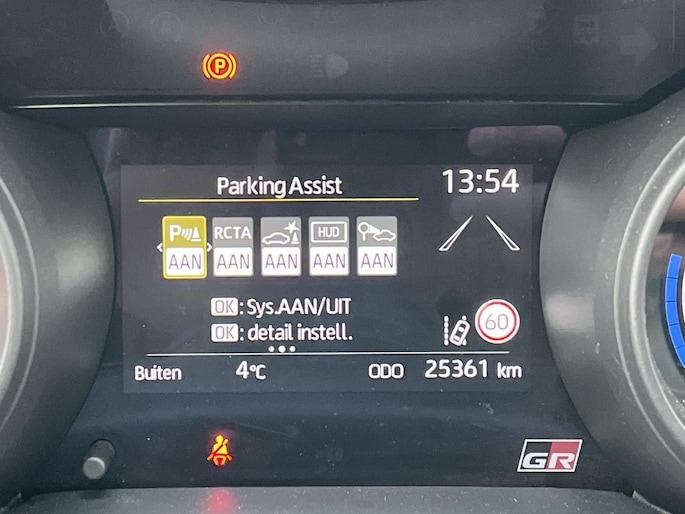 P
Parking Assist
13:54
P RCTA HUD
AAN AAN AAN AAN AAN
OK : Sys.AAN/UIT
OK : detail instell.
60
Buiten 4°C ODO 25361 km
GR